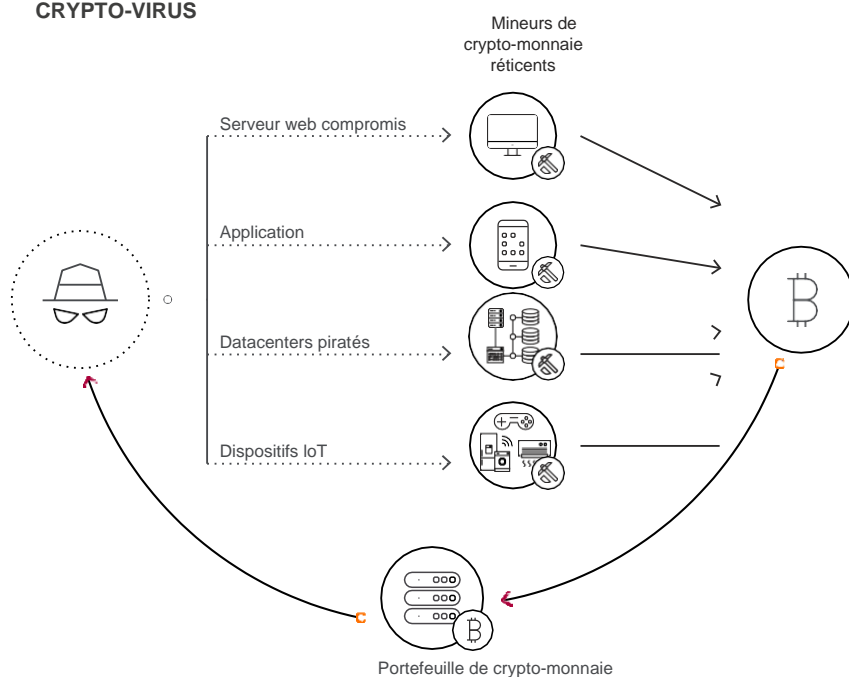 CRYPTO-VIRUS
Mineurs de
crypto-monnaie
réticents
Serveur web compromis
Application
Datacenters piratés
Dispositifs IoT
Portefeuille de crypto-monnaie